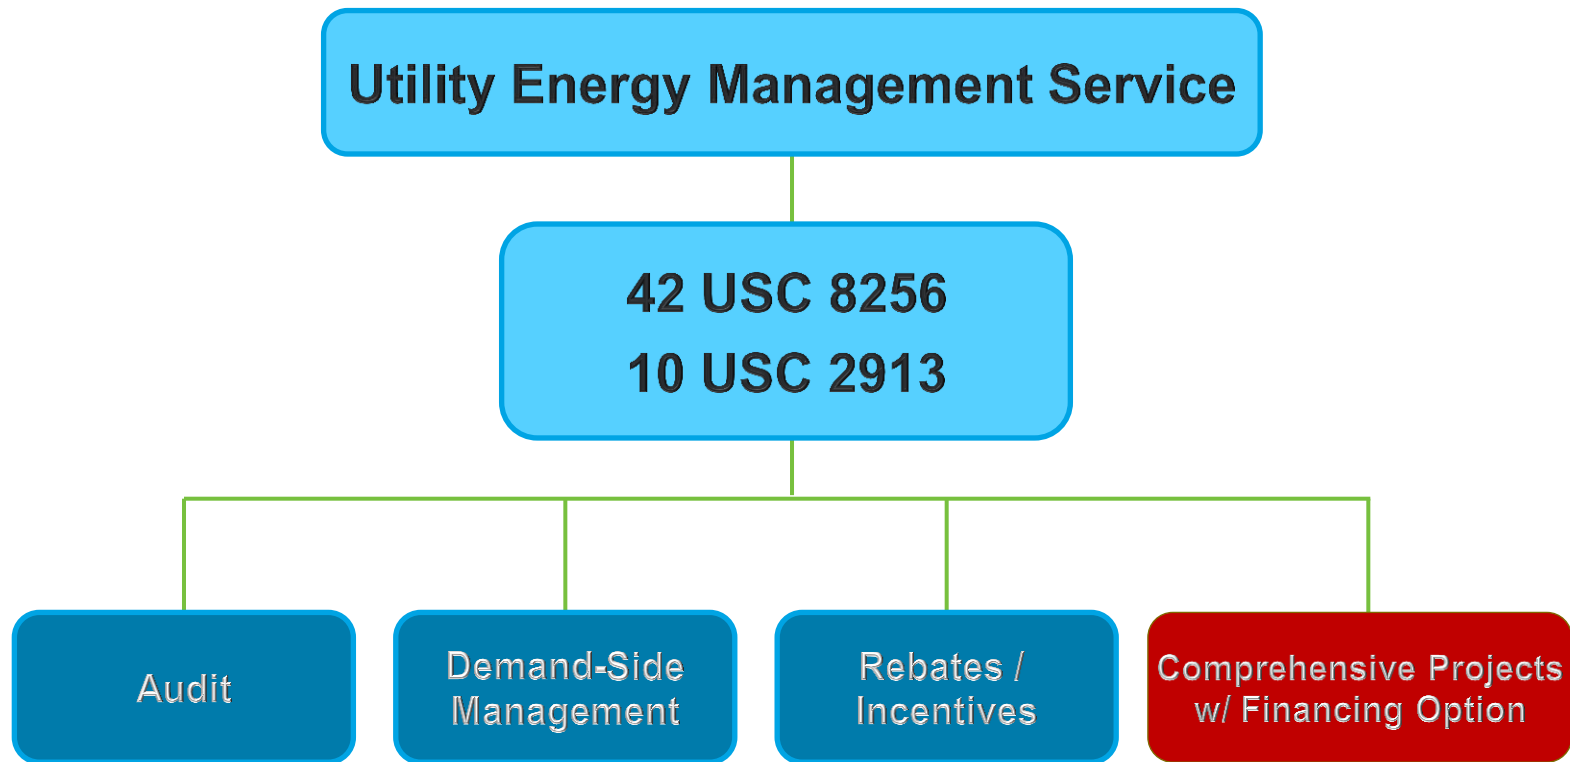 Utility Energy Management Service
42 USC 8256
10 USC 2913
Audit
Demand-Side
Management
Rebates /
Incentives
Comprehensive Projects
w/ Financing Option